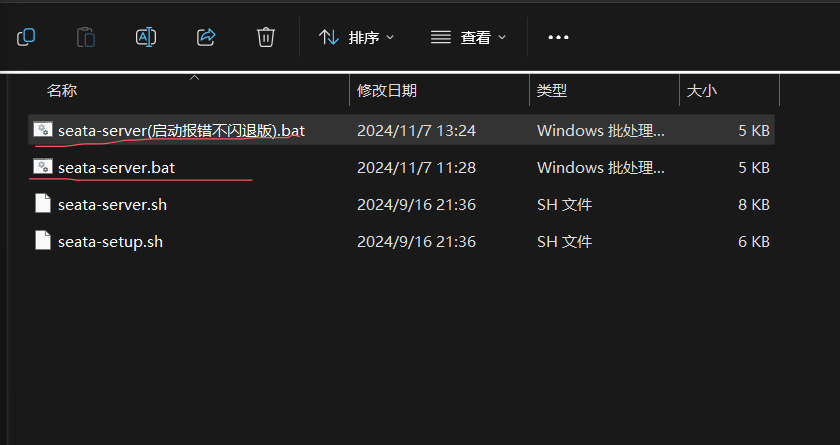 排序 查看
名称 修改日期 类型 大小
seata-server(启动报错不闪退版).bat 2024/11/7 13:24 Windows 批处理... 5 KB
seata-server.bat 2024/11/7 11:28 Windows 批处理... 5 KB
seata-server.sh 2024/9/16 21:36 SH 文件 8 KB
seata-setup.sh 2024/9/16 21:36 SH 文件 6 KB